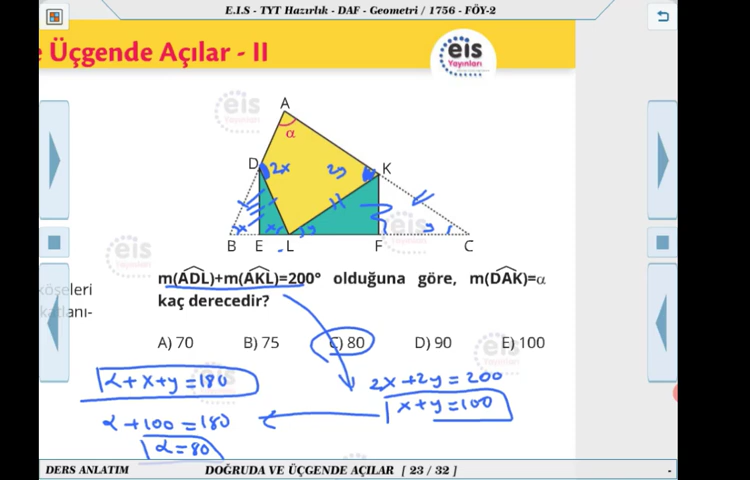 E.I.S - TYT Hazırlık - DAF - Geometri / 1756 - FÖY-2
e Üçgende Açılar - II
eis
Yayınları
A
α
D
2x
2y
K
x
x
y
y
B E L F C
m(ADL)+m(AKL)=200° olduğuna göre, m(DAK)=α
kaç derecedir?
köşeleri
katlanı-
A) 70 B) 75 C) 80 D) 90 E) 100
α + x + y = 180
2x + 2y = 200
x + y = 100
α + 100 = 180
α = 80
DERS ANLATIM DOĞRUDA VE ÜÇGENDE AÇILAR [ 23 / 32 ] -